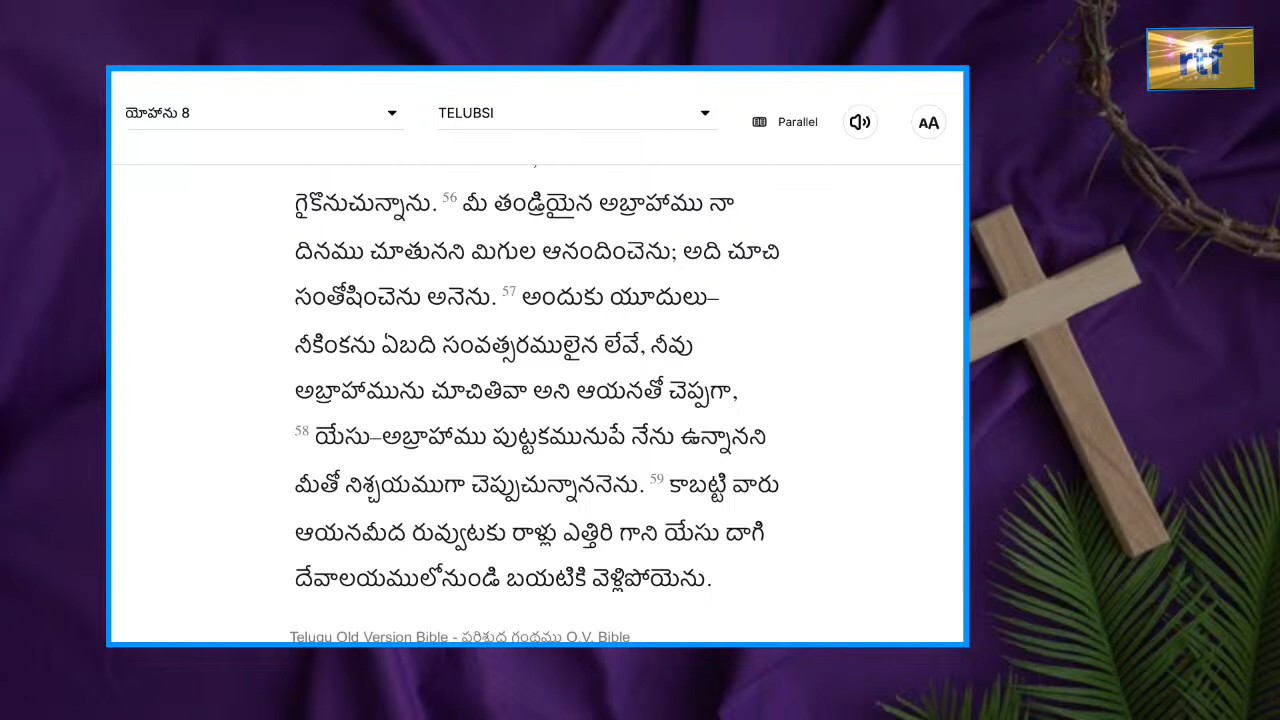 rtf
యోహాను 8
TELUBSI
Parallel
AA
గైకొనుచున్నాను. 56 మీ తండ్రియైన అబ్రాహాము నా
దినము చూతునని మిగుల ఆనందించెను; అది చూచి
సంతోషించెను అనెను. 57 అందుకు యూదులు–
నీకింకను ఏబది సంవత్సరములైన లేవే, నీవు
అబ్రాహామును చూచితివా అని ఆయనతో చెప్పగా,
58 యేసు–అబ్రాహాము పుట్టకమునుపే నేను ఉన్నానని
మీతో నిశ్చయముగా చెప్పుచున్నాననెను. 59 కాబట్టి వారు
ఆయనమీద రువ్వుటకు రాళ్లు ఎత్తిరి గాని యేసు దాగి
దేవాలయములోనుండి బయటికి వెళ్లిపోయెను.
Telugu Old Version Bible - పరిశుద్ధ గ్రంథము O.V. Bible